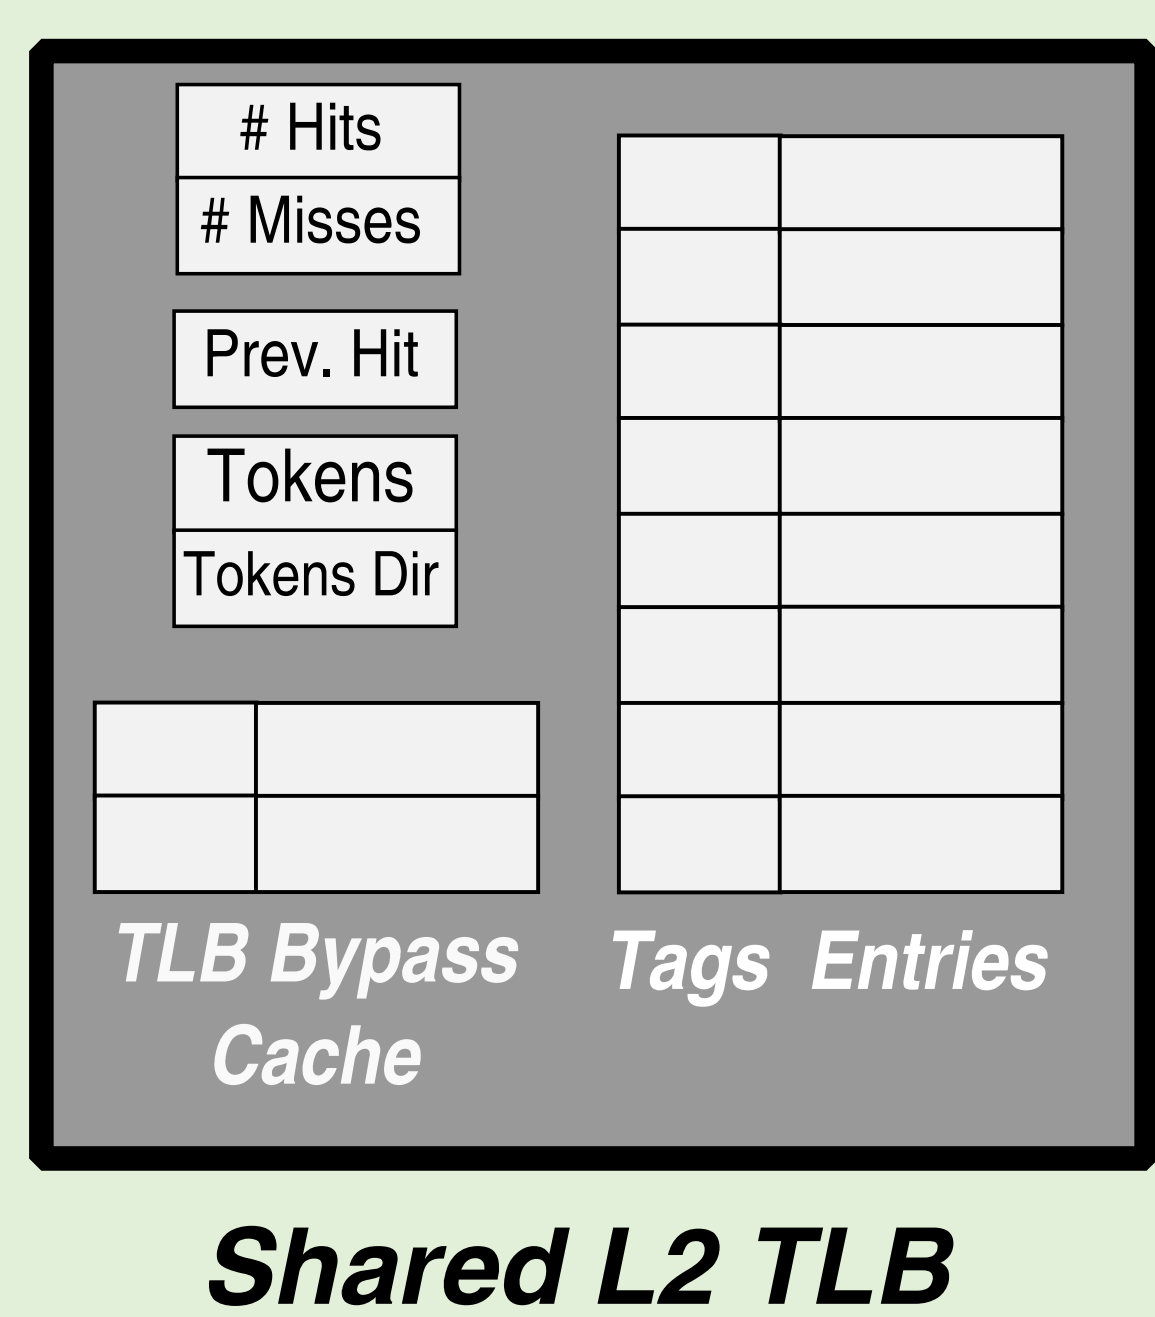 # Hits
# Misses
Prev. Hit
Tokens
Tokens Dir
TLB Bypass
Cache
Tags Entries
Shared L2 TLB